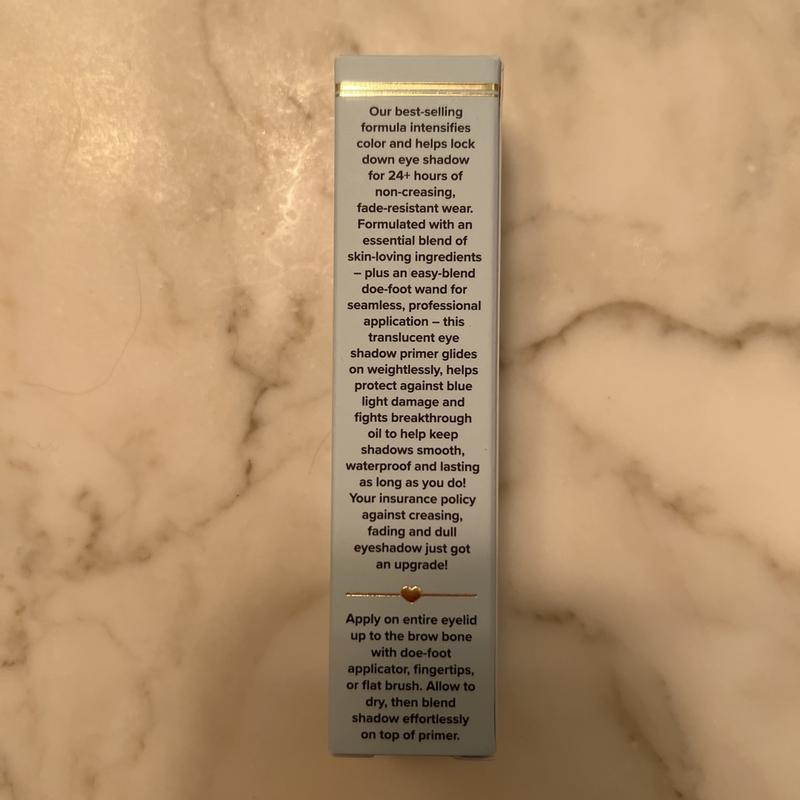 Our best-selling
formula intensifies
color and helps lock
down eye shadow
for 24+ hours of
non-creasing,
fade-resistant wear.
Formulated with an
essential blend of
skin-loving ingredients
– plus an easy-blend
doe-foot wand for
seamless, professional
application – this
translucent eye
shadow primer glides
on weightlessly, helps
protect against blue
light damage and
fights breakthrough
oil to help keep
shadows smooth,
waterproof and lasting
as long as you do!
Your insurance policy
against creasing,
fading and dull
eyeshadow just got
an upgrade!
Apply on entire eyelid
up to the brow bone
with doe-foot
applicator, fingertips,
or flat brush. Allow to
dry, then blend
shadow effortlessly
on top of primer.